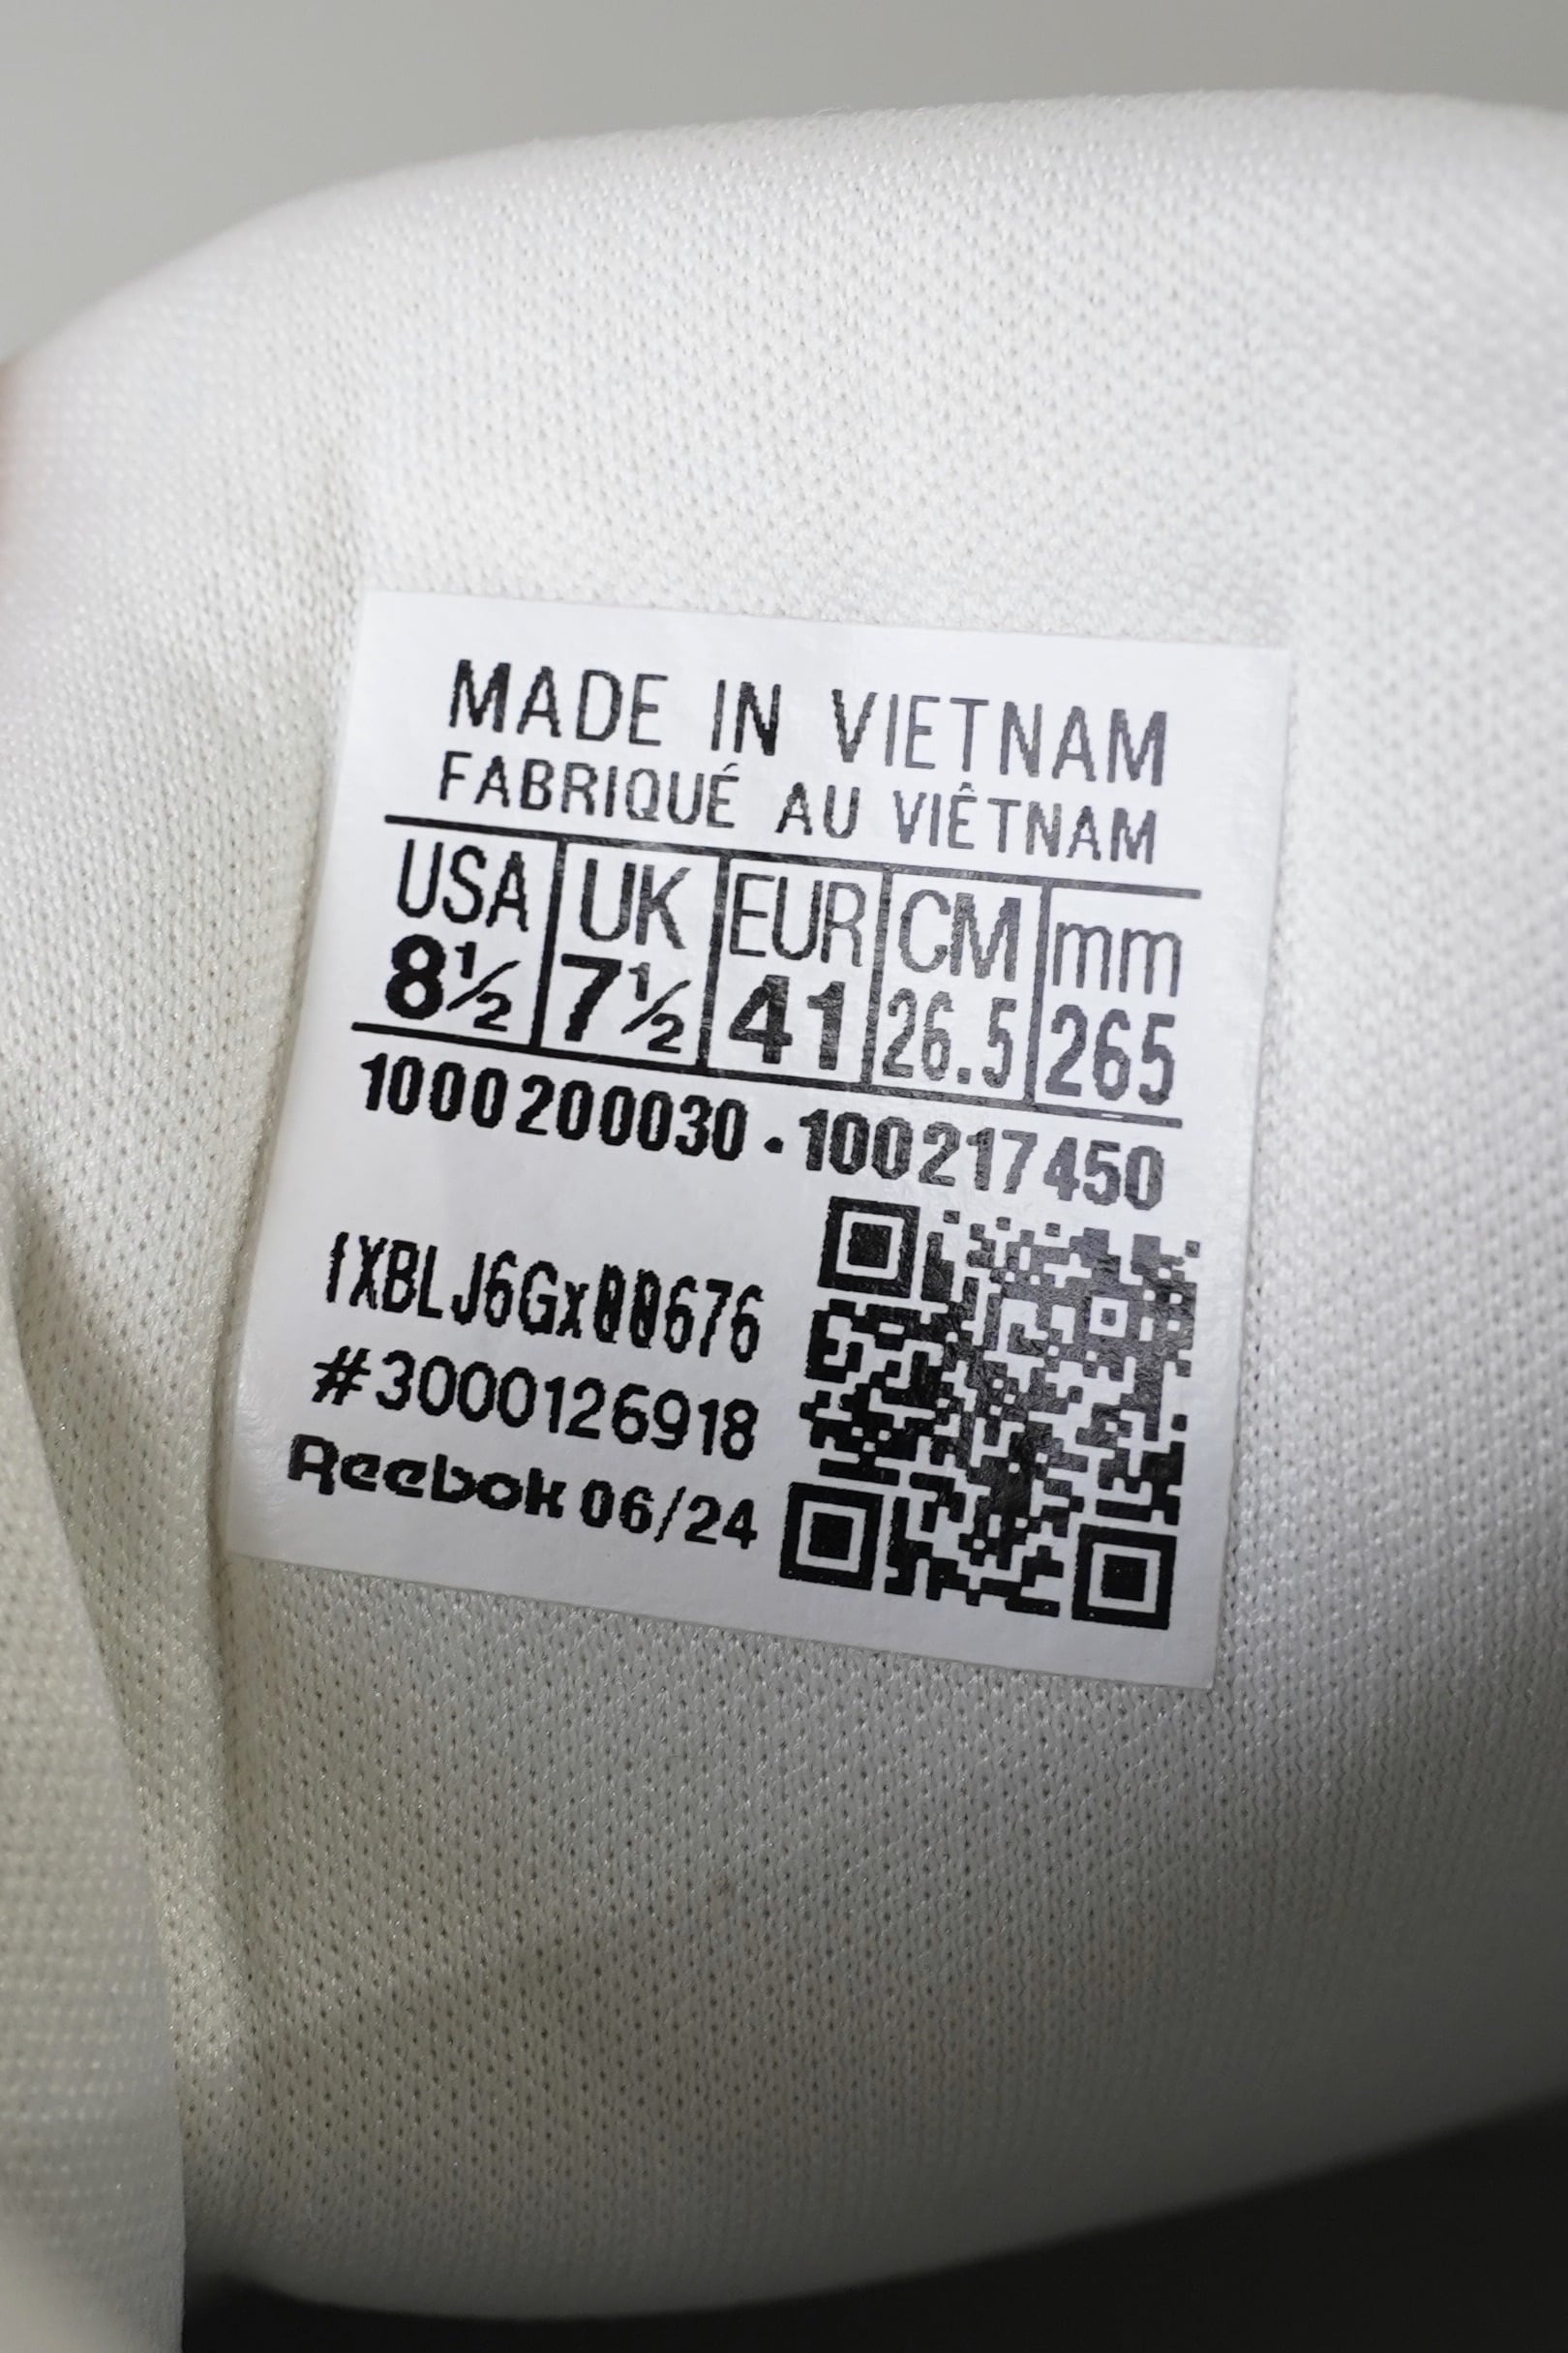 MADE IN VIETNAM
FABRIQUÉ AU VIÊTNAM
USA UK EUR CM mm
8½ 7½ 41 26.5 265
1000200030 · 100217450
IXBLJ6Gx00676
#3000126918
Reebok 06/24